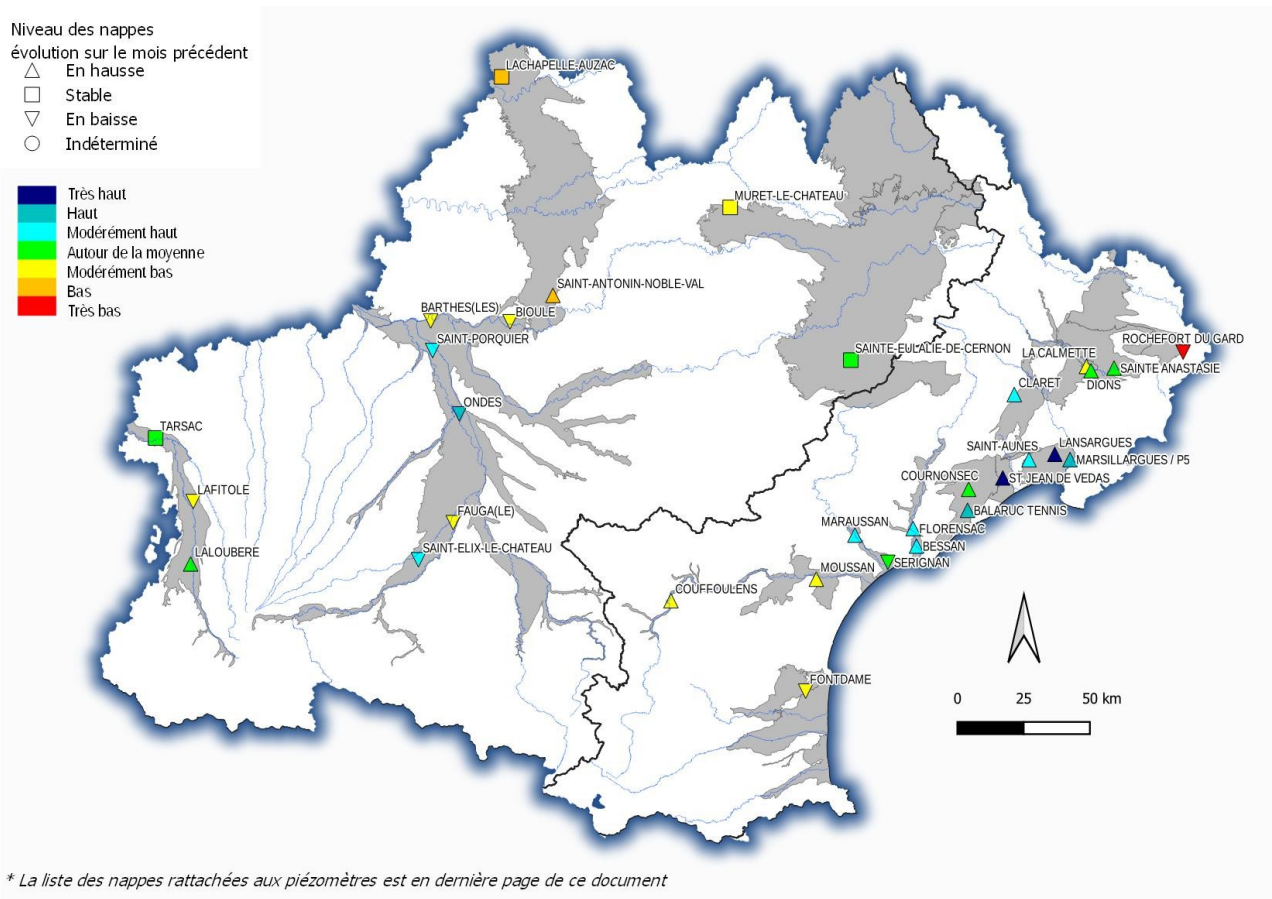 Niveau des nappes
évolution sur le mois précédent
En hausse
Stable
En baisse
Indéterminé
Très haut
Haut
Modérément haut
Autour de la moyenne
Modérément bas
Bas
Très bas
LACHAPELLE-AUZAC
MURET-LE-CHATEAU
SAINT-ANTONIN-NOBLE-VAL
BARTHES(LES)
BIOULE
SAINT-PORQUIER
SAINTE-EULALIE-DE-CERNON
ROCHEFORT DU GARD
LA CALMETTE
SAINTE ANASTASIE
DIONS
CLARET
ONDES
TARSAC
SAINT-AUNES
LANSARGUES
MARSILLARGUES / P5
COURNONSEC
ST JEAN DE VEDAS
LAFITOLE
FAUGA(LE)
BALARUC TENNIS
MARAUSSAN
FLORENSAC
BESSAN
LALOUBERE
SAINT-ELIX-LE-CHATEAU
SERIGNAN
MOUSSAN
COUFFOULENS
FONTDAME
0 25 50 km
* La liste des nappes rattachées aux piézomètres est en dernière page de ce document